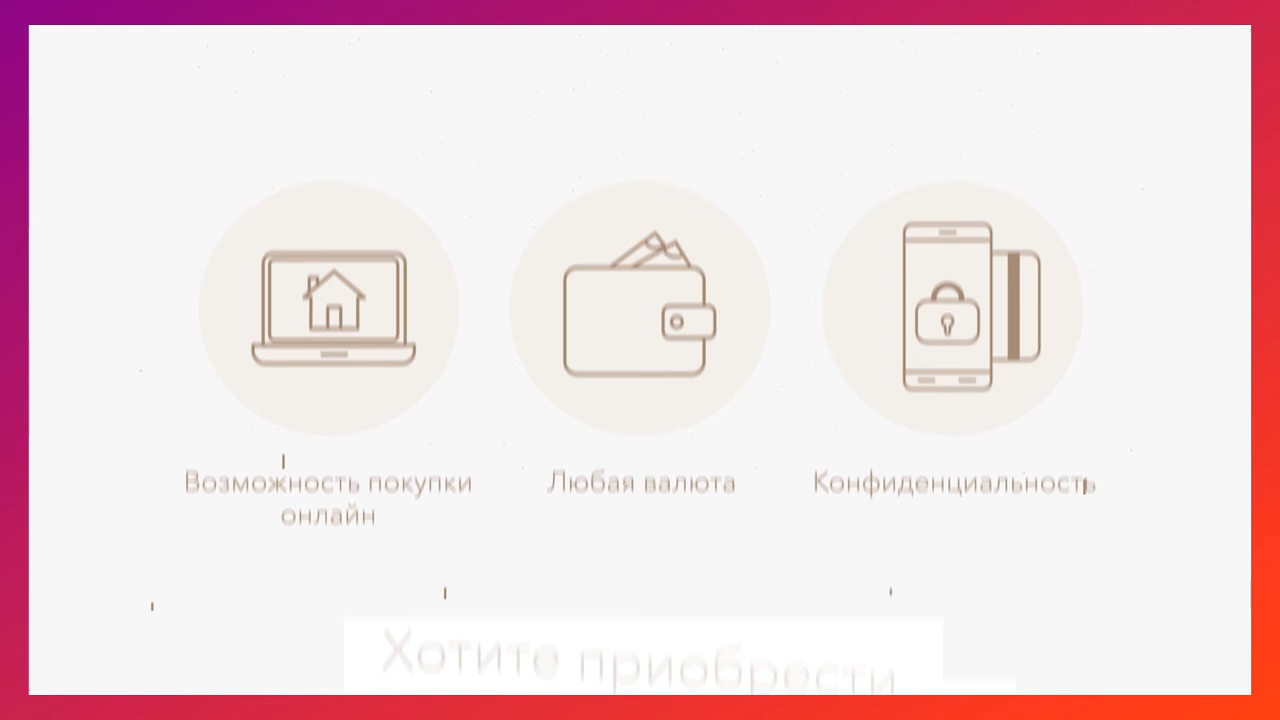 Возможность покупки
онлайн
Любая валюта
Конфиденциальность
Хотите приобрести